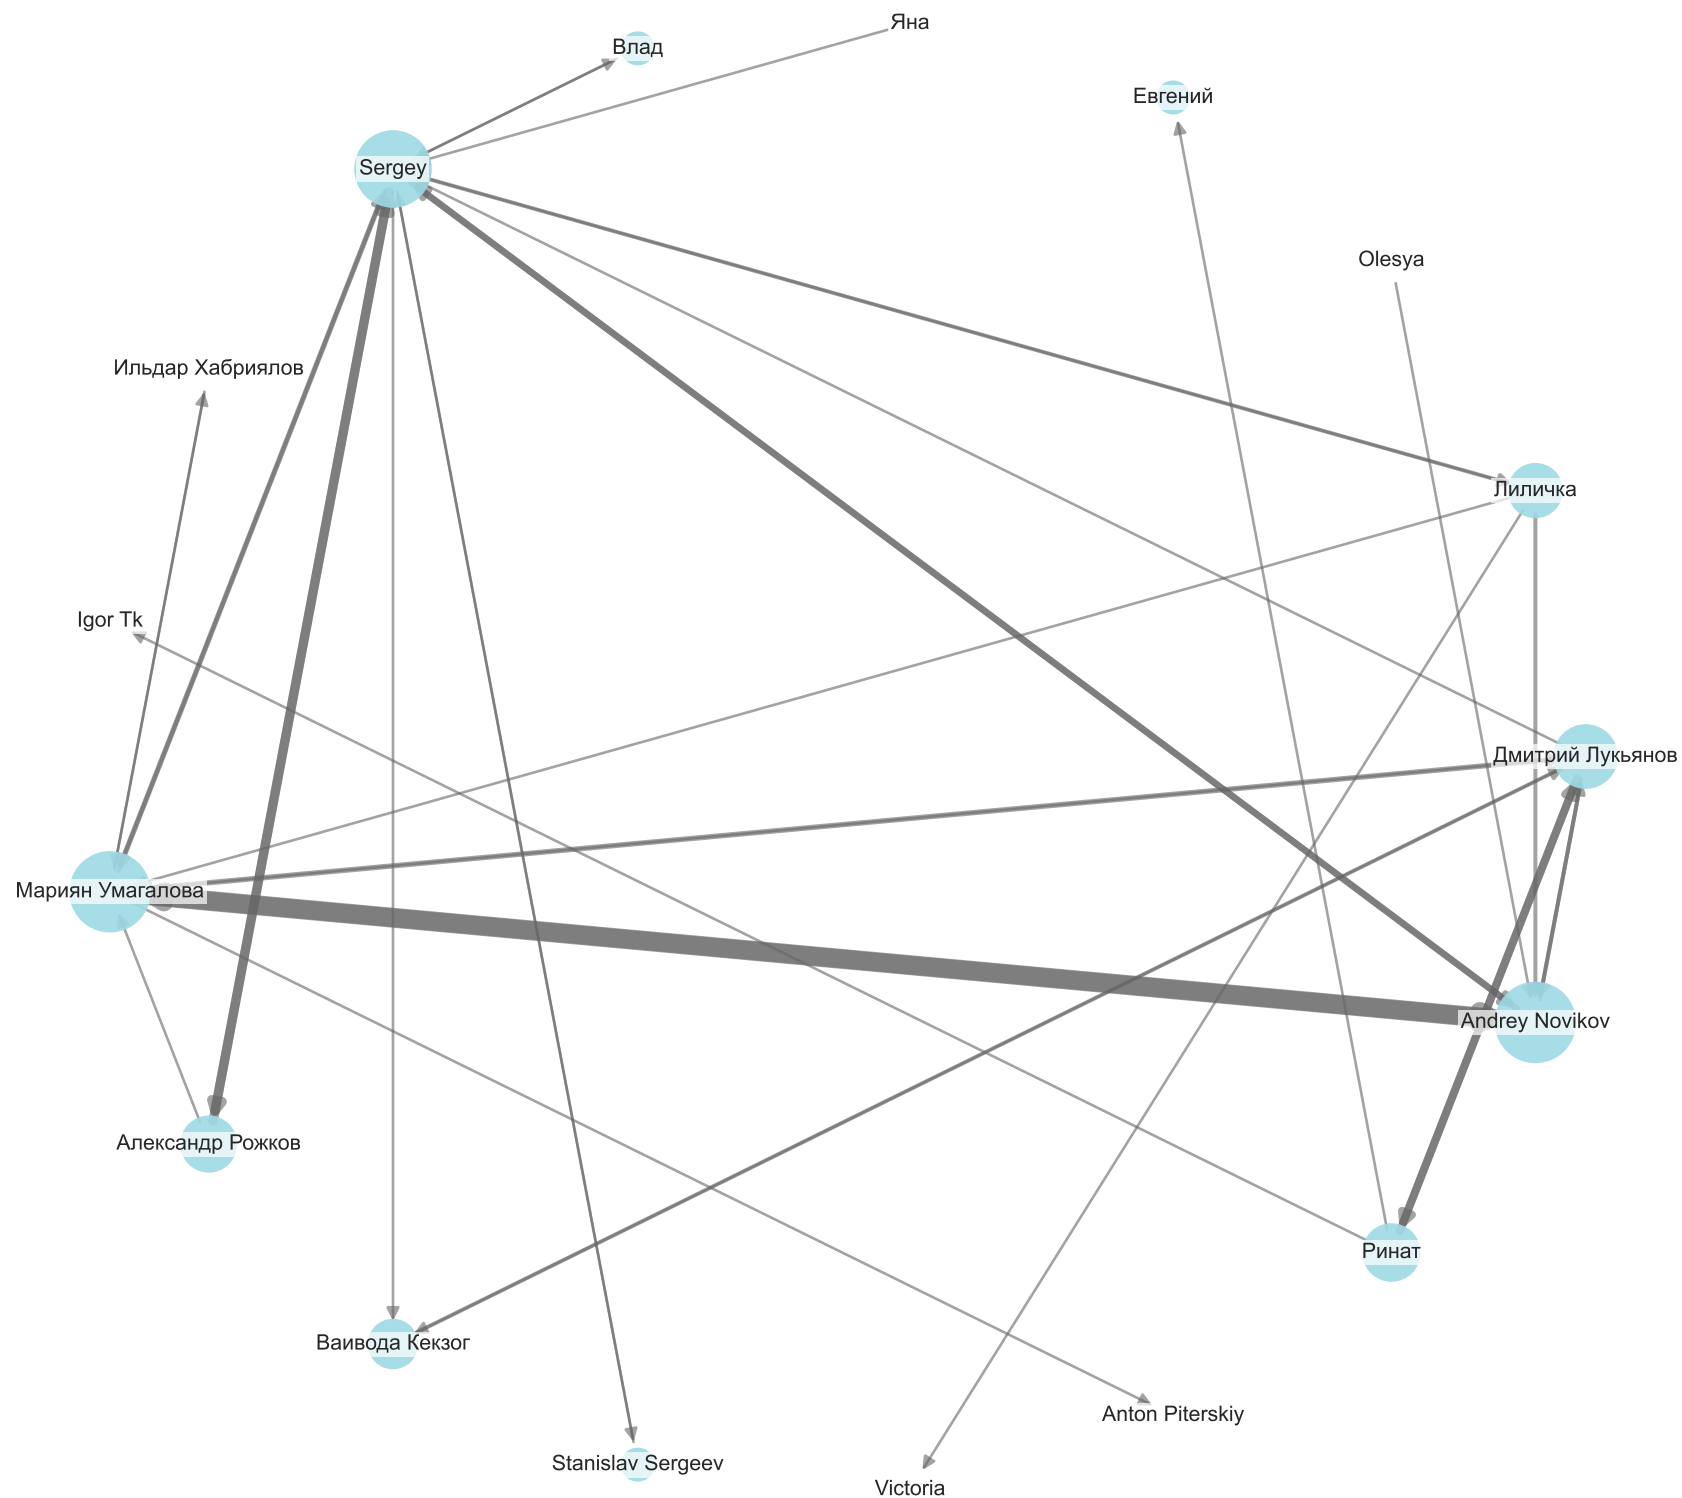 Яна
Влад
Евгений
Sergey
Olesya
Ильдар Хабриялов
Лиличка
Igor Tk
Дмитрий Лукьянов
Мариян Умагалова
Andrey Novikov
Александр Рожков
Ринат
Ваивода Кекзог
Anton Piterskiy
Stanislav Sergeev
Victoria